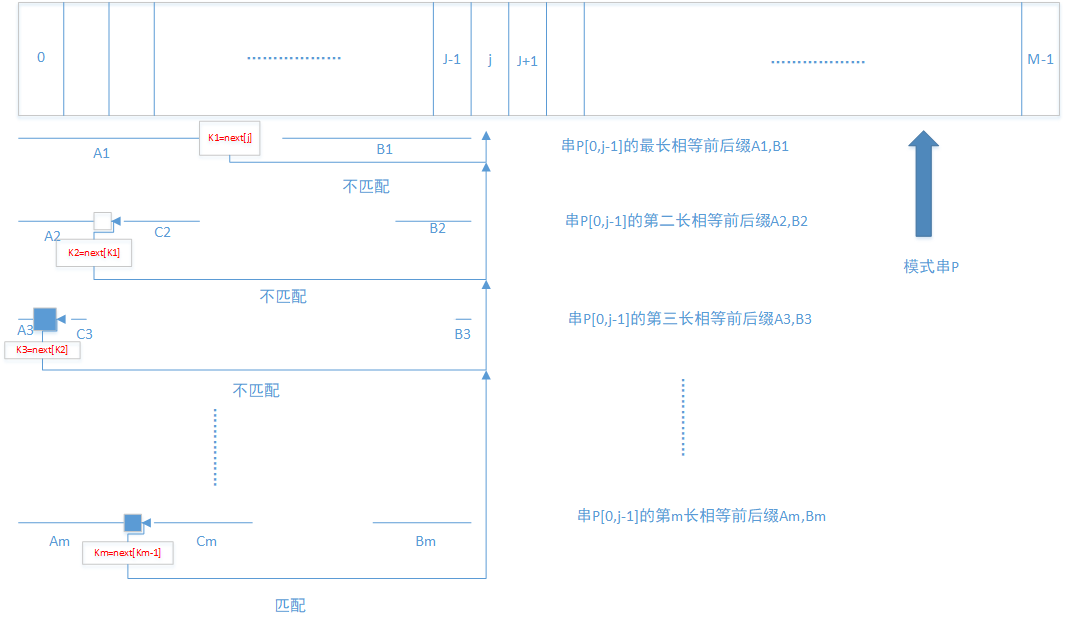 0
J-1
j
J+1
M-1
K1=next[j]
A1
B1
串P[0,j-1]的最长相等前后缀A1,B1
不匹配
A2
C2
B2
串P[0,j-1]的第二长相等前后缀A2,B2
K2=next[K1]
模式串P
不匹配
A3
C3
B3
串P[0,j-1]的第三长相等前后缀A3,B3
K3=next[K2]
不匹配
串P[0,j-1]的第m长相等前后缀Am,Bm
Am
Cm
Bm
Km=next[Km-1]
匹配